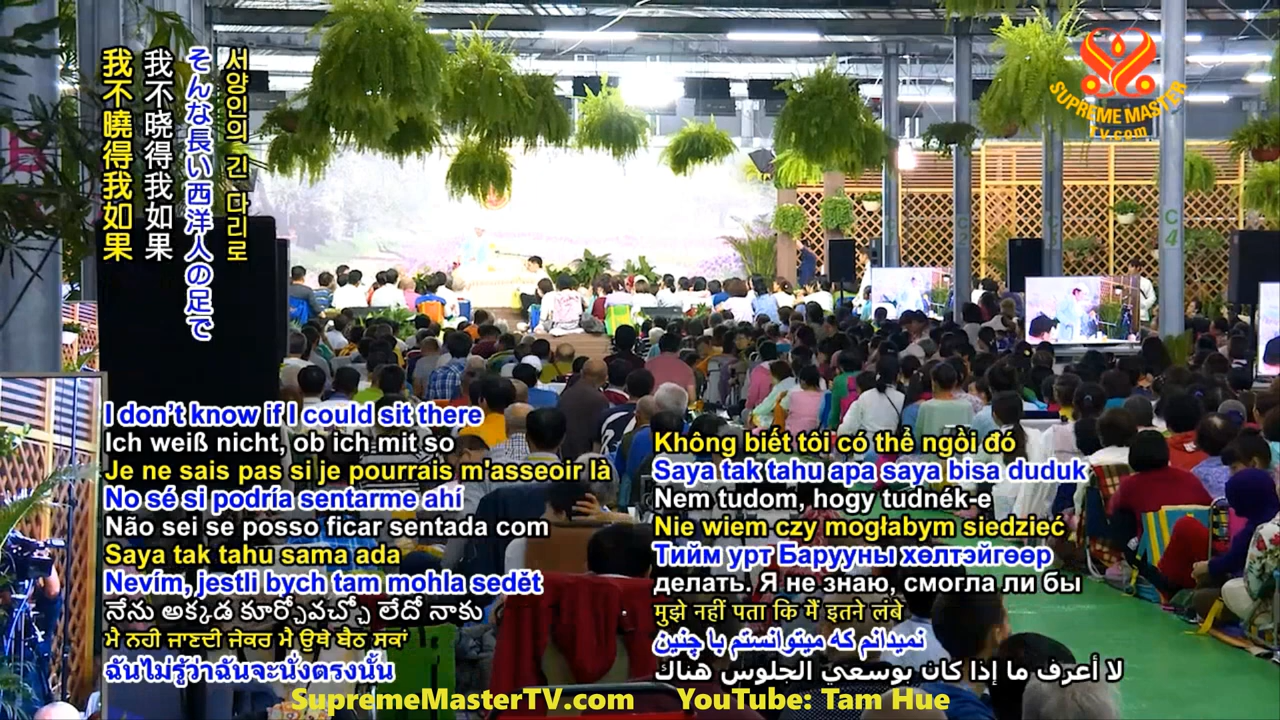 서양인의 긴 다리로
そんな長い西洋人の足で
我不晓得我如果
我不曉得我如果
SUPREME MASTER
TV.com
C4
I don't know if I could sit there
Ich weiß nicht, ob ich mit so
Je ne sais pas si je pourrais m'asseoir là
No sé si podría sentarme ahí
Não sei se posso ficar sentada com
Saya tak tahu sama ada
Nevím, jestli bych tam mohla sedět
నేను అక్కడ కూర్చోవచ్చో లేదో నాకు
ਮੈ ਨਹੀ ਜਾਣਦੀ ਜੇਕਰ ਮੈ ਉਥੇ ਬੈਠ ਸਕਾਂ
ฉันไม่รู้ว่าฉันจะนั่งตรงนั้น
Không biết tôi có thể ngồi đó
Saya tak tahu apa saya bisa duduk
Nem tudom, hogy tudnék-e
Nie wiem czy mogłabym siedzieć
Тийм урт Барууны хөлтэйгөөр
делать. Я не знаю, смогла ли бы
मुझे नहीं पता कि मैं इतने लंबे
نمیدانم که میتوانستم با چنین
لا أعرف ما إذا كان بوسعي الجلوس هناك
SupremeMasterTV.com YouTube: Tam Hue